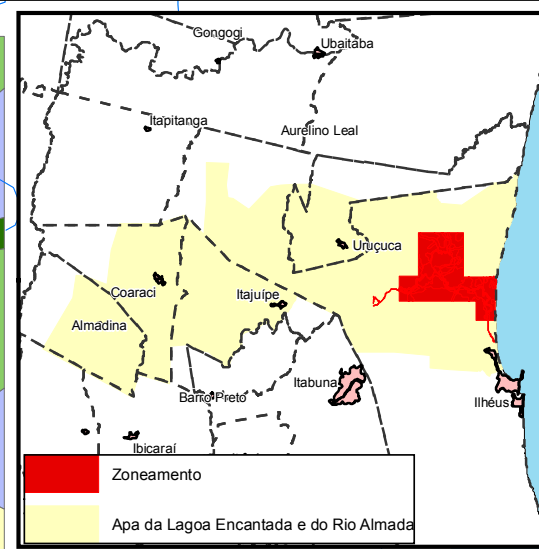 Gongogi
Ubaitaba
Itapitanga
Aurelino Leal
Uruçuca
Coaraci
Itajuípe
Almadina
Itabuna
Barro Preto
Ilhéus
Ibicaraí
Zoneamento
Apa da Lagoa Encantada e do Rio Almada